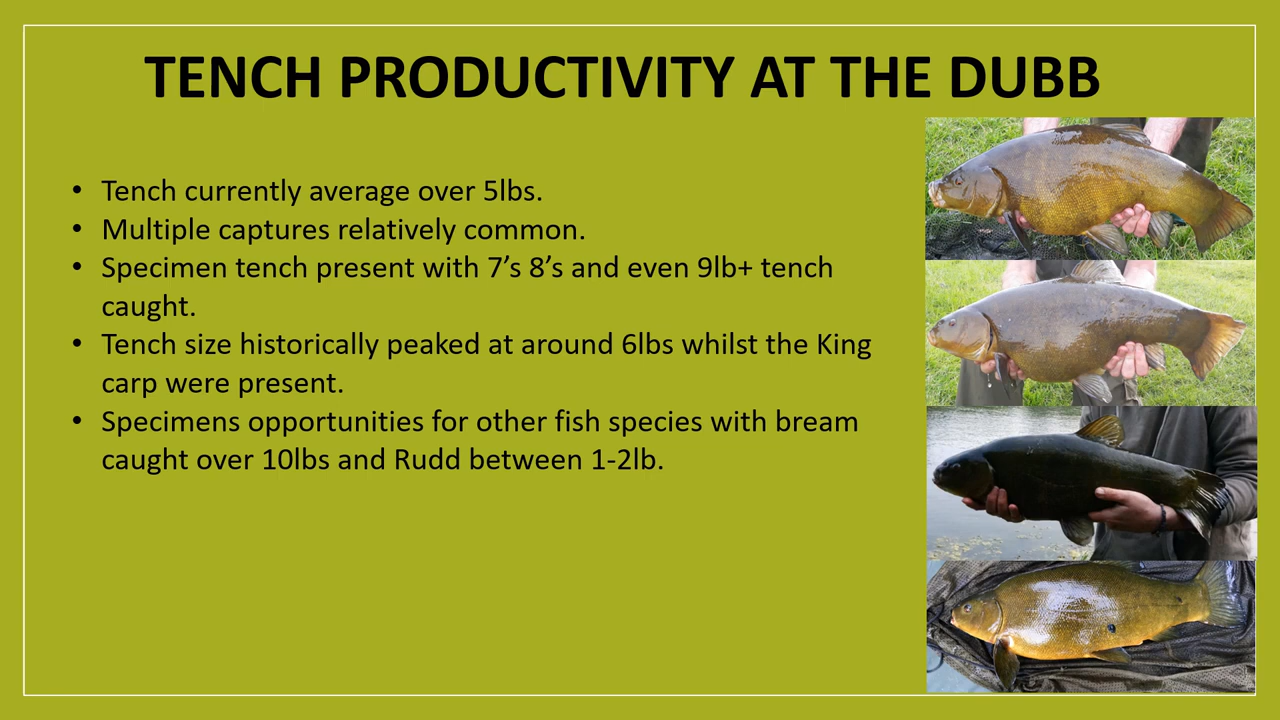 TENCH PRODUCTIVITY AT THE DUBB
• Tench currently average over 5lbs.
• Multiple captures relatively common.
• Specimen tench present with 7’s 8’s and even 9lb+ tench
caught.
• Tench size historically peaked at around 6lbs whilst the King
carp were present.
• Specimens opportunities for other fish species with bream
caught over 10lbs and Rudd between 1-2lb.